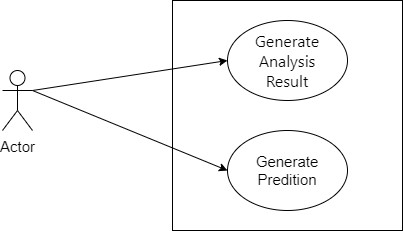 Generate
Analysis
Result
Actor
Generate
Predition